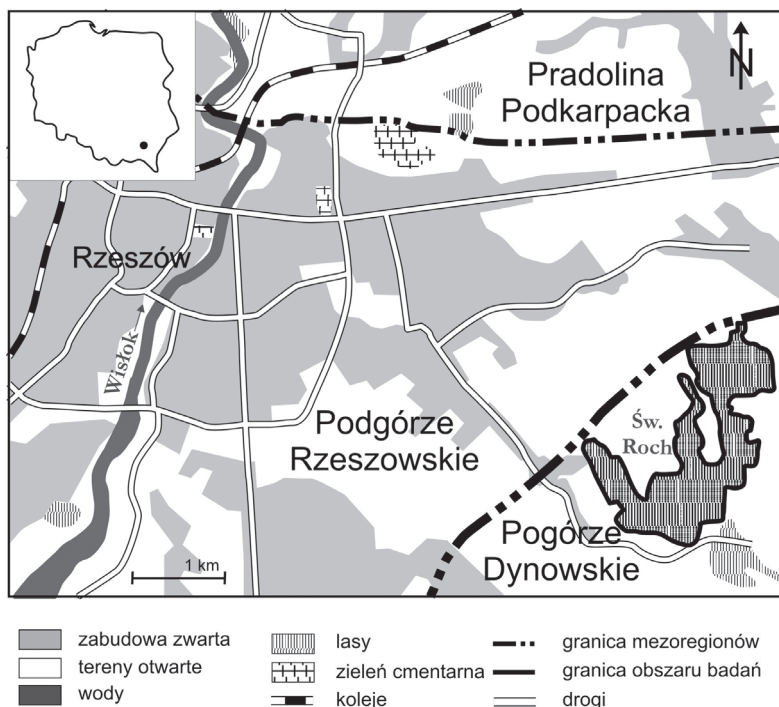 N
Pradolina
Podkarpacka
Rzeszów
Wisłok
Podgórze
Rzeszowskie
Św.
Roch
Pogórze
Dynowskie
1 km
zabudowa zwarta
tereny otwarte
wody
lasy
zieleń cmentarna
koleje
granica mezoregionów
granica obszaru badań
drogi